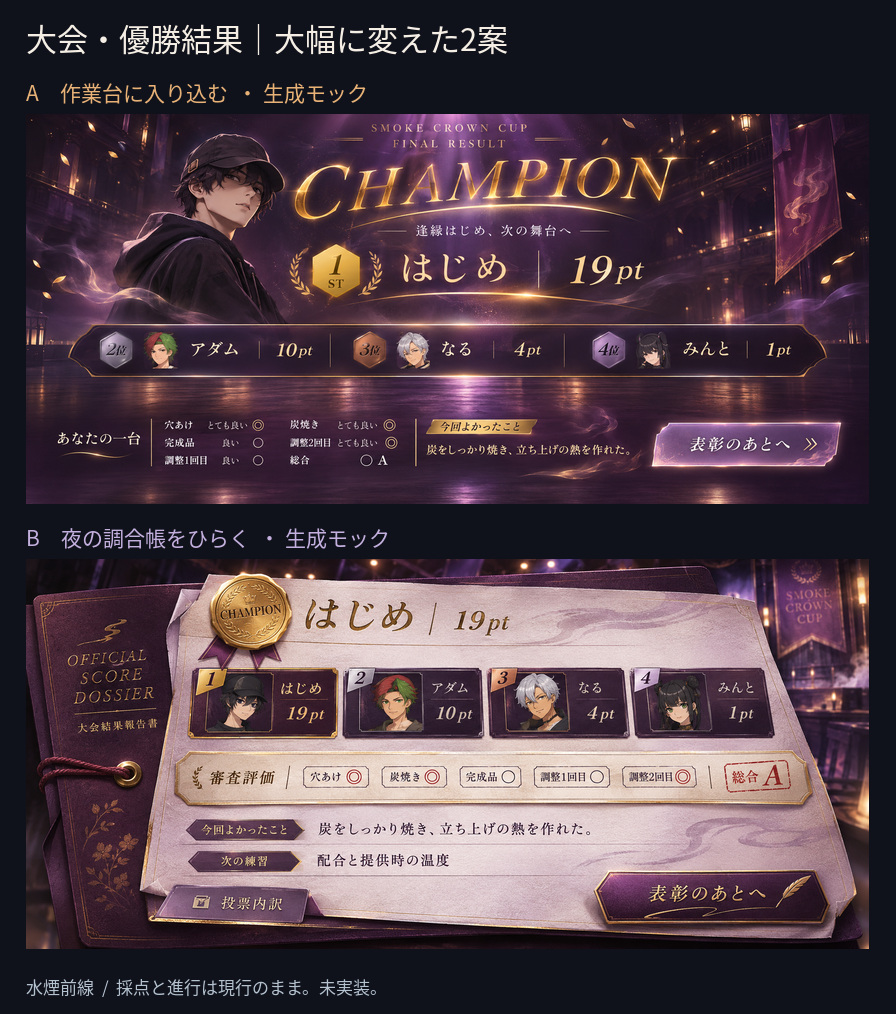 大会・優勝結果｜大幅に変えた2案
A 作業台に入り込む ・ 生成モック
SMOKE CROWN CUP
FINAL RESULT
CHAMPION
逢縁はじめ、次の舞台へ
1 ST はじめ 19pt
2位 アダム 10pt 3位 なる 4pt 4位 みんと 1pt
あなたの一台
穴あけ とても良い ◎ 炭焼き とても良い ◎
完成品 良い ○ 調整2回目 とても良い ◎
調整1回目 良い ○ 総合 ○ A
今回よかったこと
炭をしっかり焼き、立ち上げの熱を作れた。
表彰のあとへ
B 夜の調合帳をひらく ・ 生成モック
CHAMPION はじめ 19pt
SMOKE
CROWN
CUP
OFFICIAL
SCORE
DOSSIER
大会結果報告書
1 はじめ 19pt
2 アダム 10pt
3 なる 4pt
4 みんと 1pt
審査評価 穴あけ ◎ 炭焼き ◎ 完成品 ○ 調整1回目 ○ 調整2回目 ◎ 総合 A
今回よかったこと 炭をしっかり焼き、立ち上げの熱を作れた。
次の練習 配合と提供時の温度
投票内訳
表彰のあとへ
水煙前線 / 採点と進行は現行のまま。未実装。